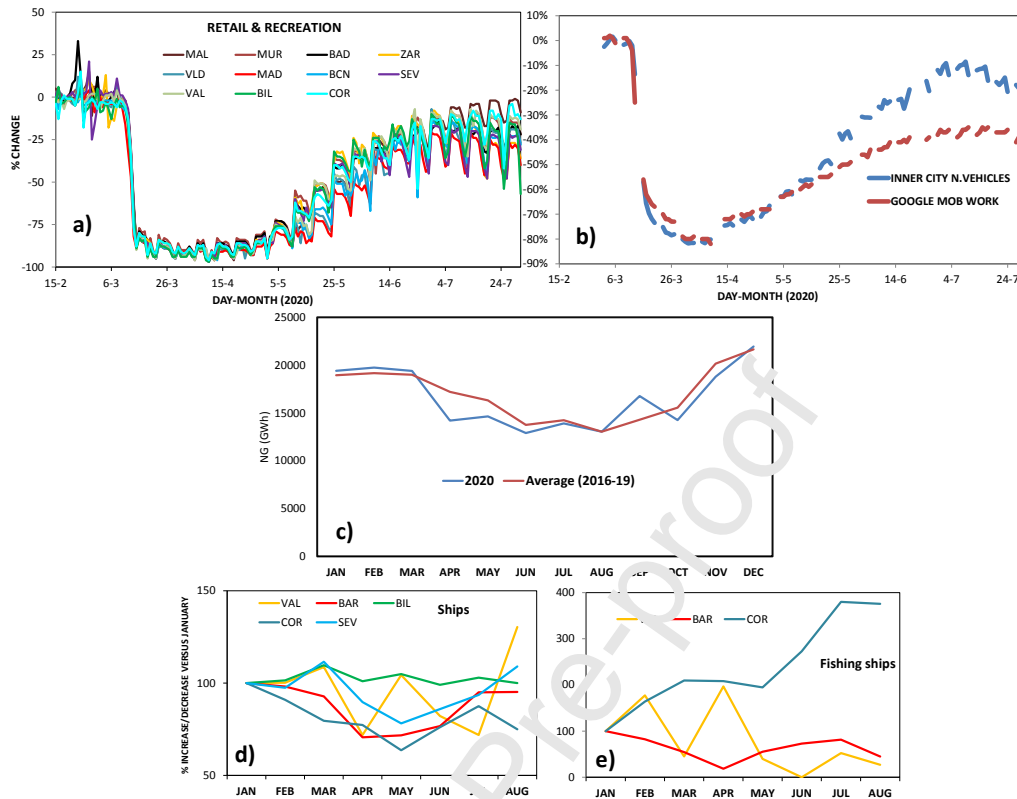 RETAIL & RECREATION
MAL MUR BAD ZAR
VLD MAD BCN SEV
VAL BIL COR
50
25
0
-25
-50
-75
-100
% CHANGE
a)
15-2 6-3 26-3 15-4 5-5 25-5 14-6 4-7 24-7
DAY-MONTH (2020)
10%
0%
-10%
-20%
-30%
-40%
-50%
-60%
-70%
-80%
-90%
INNER CITY N.VEHICLES
GOOGLE MOB WORK
b)
15-2 6-3 26-3 15-4 5-5 25-5 14-6 4-7 24-7
DAY-MONTH (2020)
25000
20000
15000
10000
5000
0
NG (GWh)
2020 Average (2016-19)
c)
JAN FEB MAR APR MAY JUN JUL AUG SEP OCT NOV DEC
150
100
50
% INCREASE/DECREASE VERSUS JANUARY
VAL BAR BIL
COR SEV
Ships
d)
JAN FEB MAR APR MAY JUN AUG
400
300
100
0
BAR COR
Fishing ships
e)
JAN FEB MAR APR MAY JUN JUL AUG
Pre-proof